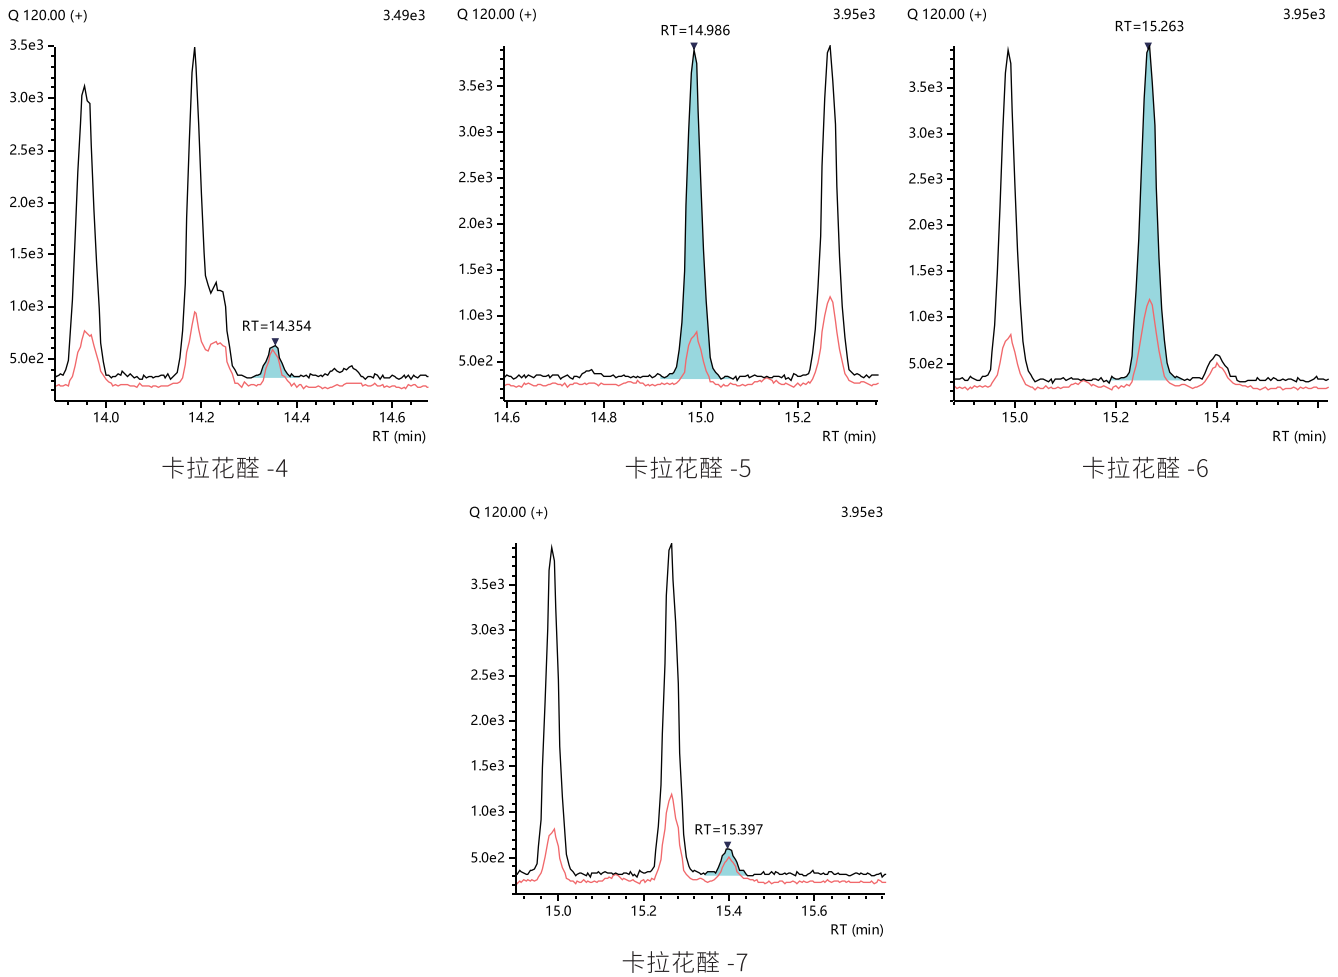 Q 120.00 (+) 3.49e3
RT=14.354
3.5e3
3.0e3
2.5e3
2.0e3
1.5e3
1.0e3
5.0e2
14.0 14.2 14.4 14.6
RT (min)
卡拉花醛 -4
Q 120.00 (+) 3.95e3
RT=14.986
3.5e3
3.0e3
2.5e3
2.0e3
1.5e3
1.0e3
5.0e2
14.6 14.8 15.0 15.2
RT (min)
卡拉花醛 -5
Q 120.00 (+) 3.95e3
RT=15.263
3.5e3
3.0e3
2.5e3
2.0e3
1.5e3
1.0e3
5.0e2
15.0 15.2 15.4
RT (min)
卡拉花醛 -6
Q 120.00 (+) 3.95e3
3.5e3
3.0e3
2.5e3
2.0e3
1.5e3
1.0e3
RT=15.397
5.0e2
15.0 15.2 15.4 15.6
RT (min)
卡拉花醛 -7